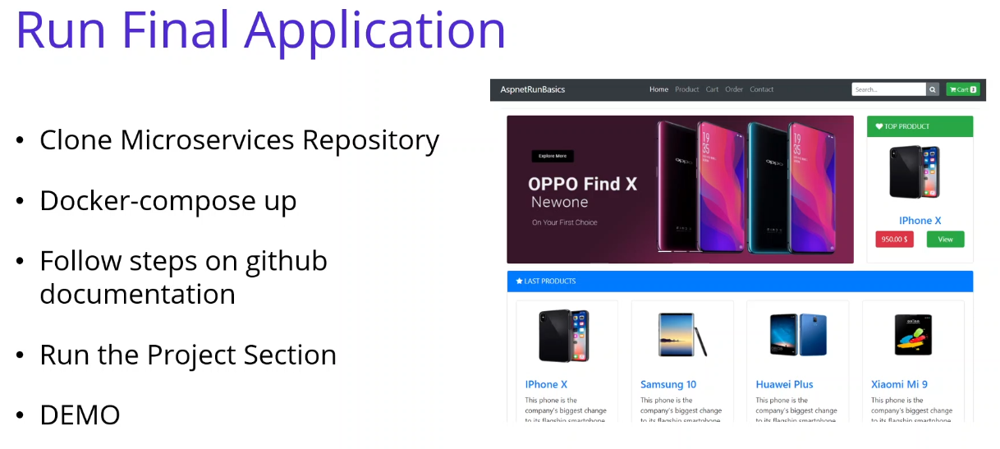 Run Final Application
• Clone Microservices Repository
• Docker-compose up
• Follow steps on github
documentation
• Run the Project Section
• DEMO
AspnetRunBasics
Home Product Cart Order Contact
Search...
Cart 3
Explore More
OPPO Find X
Newone
On Your First Choice
TOP PRODUCT
IPhone X
950.00 $ View
LAST PRODUCTS
IPhone X Samsung 10 Huawei Plus Xiaomi Mi 9
This phone is the This phone is the This phone is the This phone is the
company's biggest change company's biggest change company's biggest change company's biggest change
to its flagship smartphone to its flagship smartphone to its flagship smartphone to its flagship smartphone